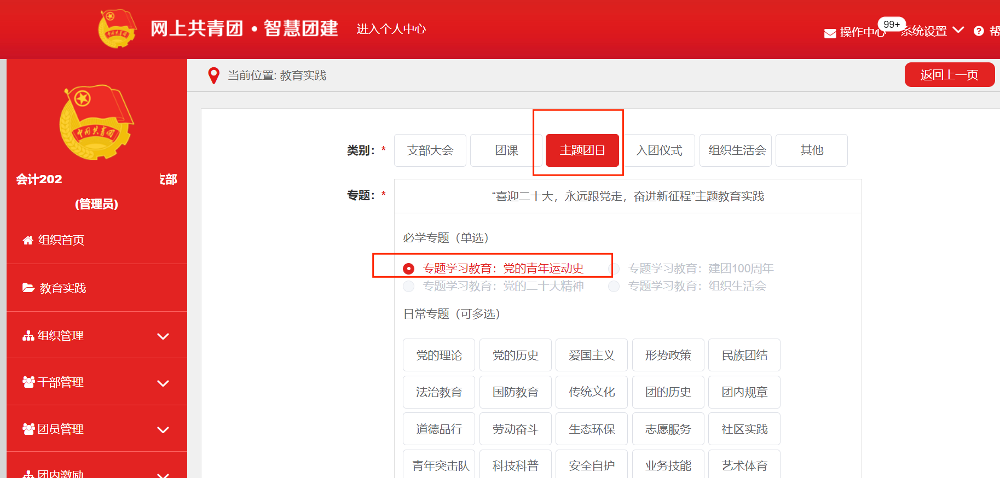 网上共青团·智慧团建
进入个人中心
操作中心
99+
系统设置
帮
中国共青团
会计202 支部
(管理员)
组织首页
教育实践
组织管理
干部管理
团员管理
团内激励
当前位置: 教育实践
返回上一页
类别： * 支部大会 团课 主题团日 入团仪式 组织生活会 其他
专题： * “喜迎二十大，永远跟党走，奋进新征程”主题教育实践
必学专题（单选）
专题学习教育：党的青年运动史 专题学习教育：建团100周年
专题学习教育：党的二十大精神 专题学习教育：组织生活会
日常专题（可多选）
党的理论 党的历史 爱国主义 形势政策 民族团结
法治教育 国防教育 传统文化 团的历史 团内规章
道德品行 劳动奋斗 生态环保 志愿服务 社区实践
青年突击队 科技科普 安全自护 业务技能 艺术体育